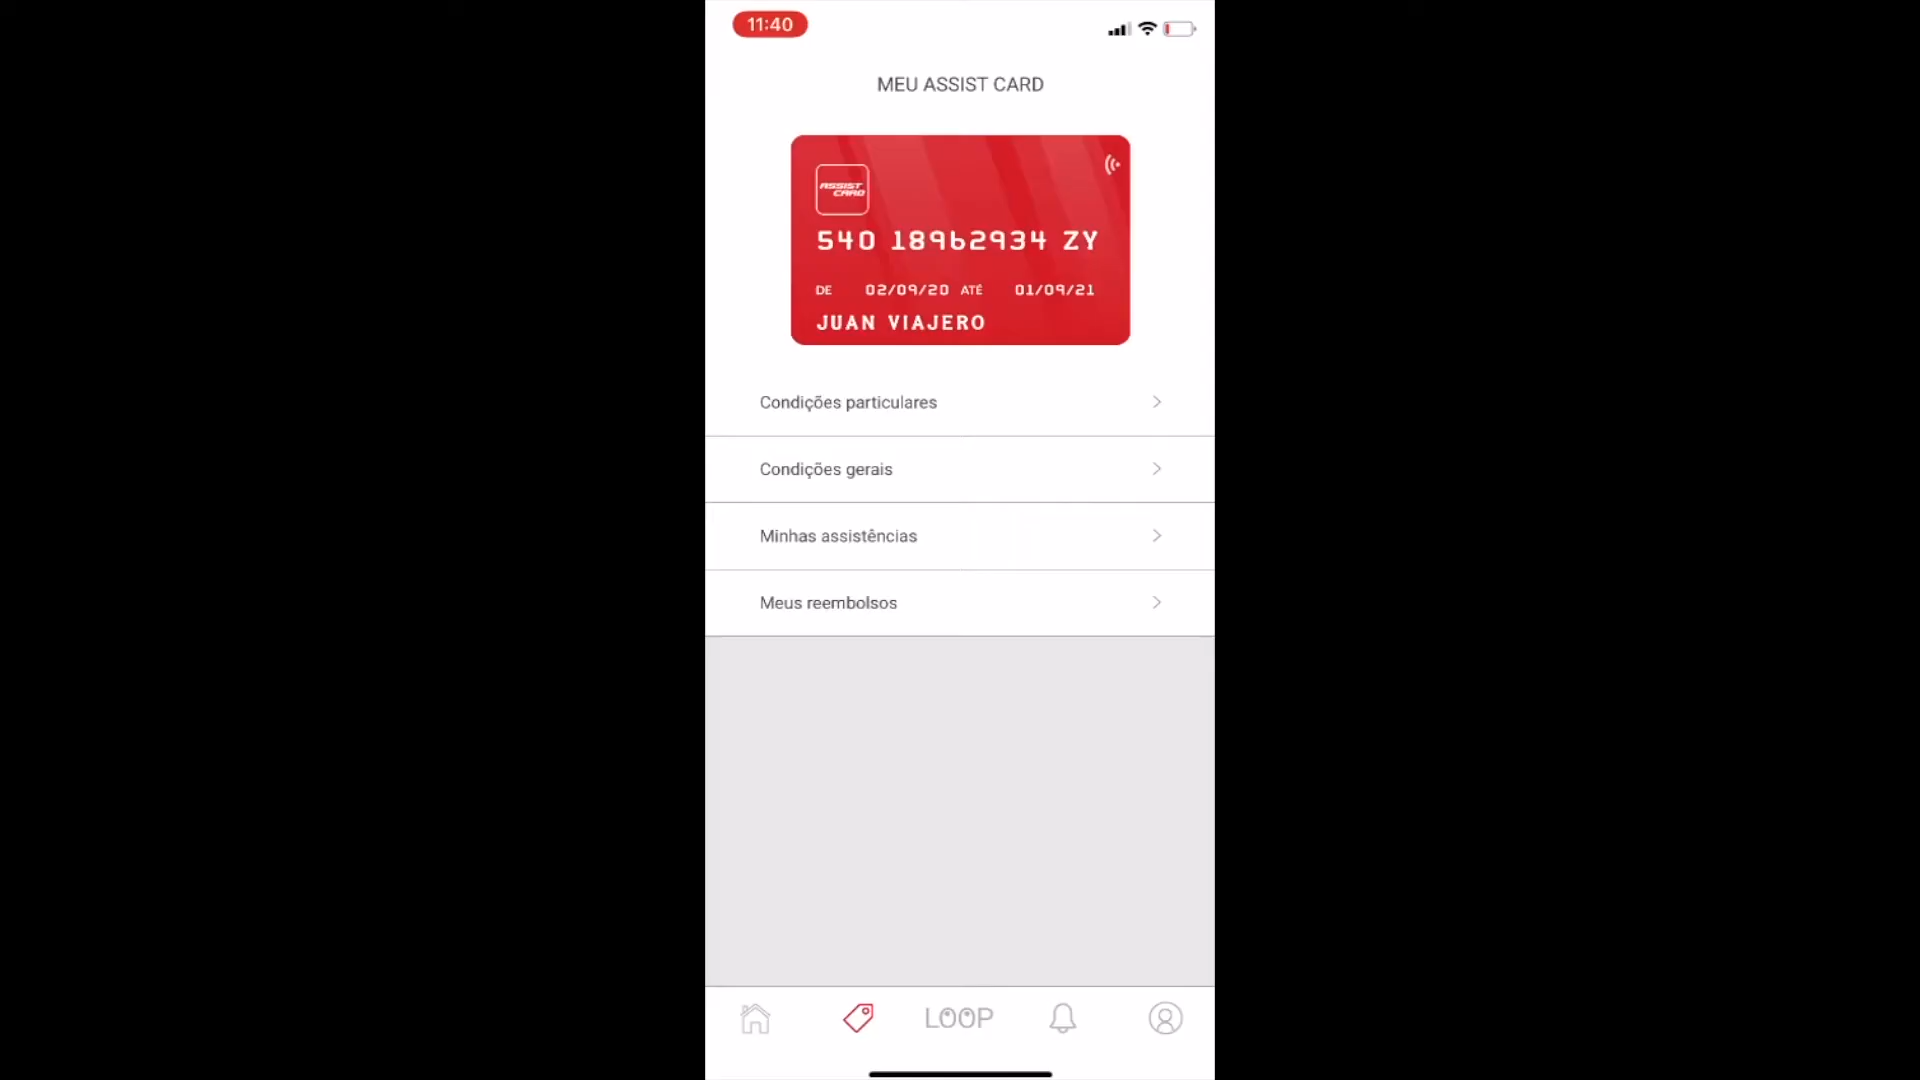 11:40
MEU ASSIST CARD
ASSIST
CARD
540 18962934 ZY
DE 02/09/20 ATÉ 01/09/21
JUAN VIAJERO
Condições particulares
Condições gerais
Minhas assistências
Meus reembolsos
LOOP